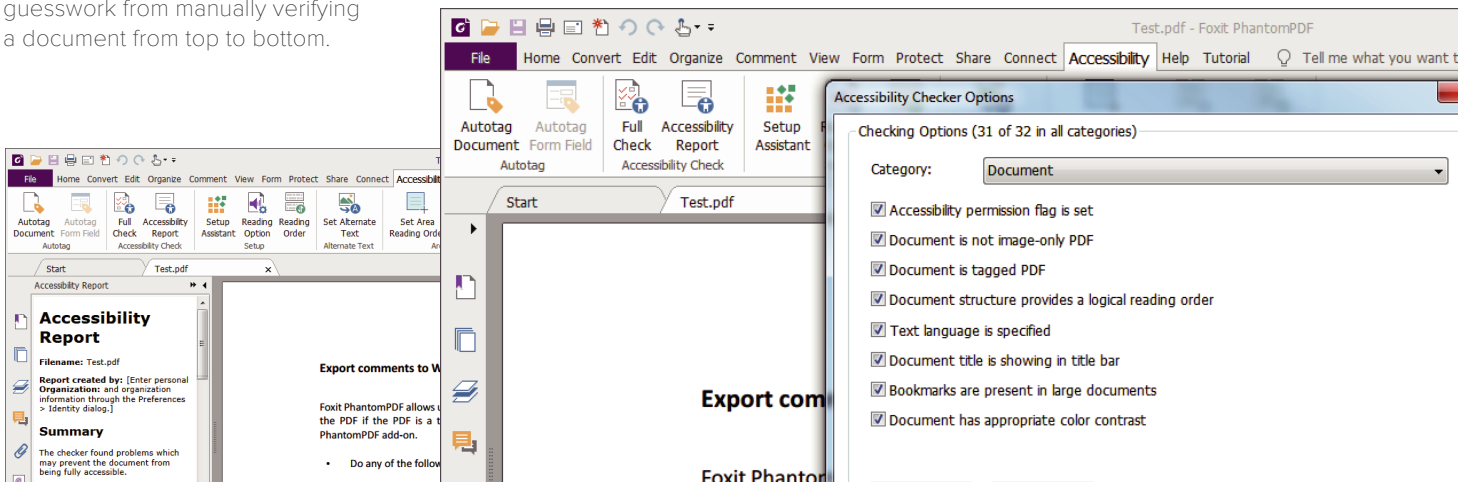 guesswork from manually verifying
a document from top to bottom.
Test.pdf - Foxit PhantomPDF
File Home Convert Edit Organize Comment View Form Protect Share Connect Accessibility Help Tutorial Tell me what you want t
Autotag Document
Autotag Form Field
Full Check
Accessibility Report
Setup Assistant
Autotag
Accessibility Check
Start
Test.pdf
Export com
Foxit Phantor
Accessibility Checker Options
Checking Options (31 of 32 in all categories)
Category: Document
Accessibility permission flag is set
Document is not image-only PDF
Document is tagged PDF
Document structure provides a logical reading order
Text language is specified
Document title is showing in title bar
Bookmarks are present in large documents
Document has appropriate color contrast
File Home Convert Edit Organize Comment View Form Protect Share Connect Accessibilit
Autotag Document
Autotag Form Field
Full Check
Accessibility Report
Setup Assistant
Reading Option
Reading Order
Set Alternate Text
Set Area Reading Orde
Autotag
Accessibility Check
Setup
Alternate Text
Start
Test.pdf x
Accessibility Report
Accessibility
Report
Filename: Test.pdf
Report created by: [Enter personal
Organization: and organization
information through the Preferences
> Identity dialog.]
Summary
The checker found problems which
may prevent the document from
being fully accessible.
Export comments to W
Foxit PhantomPDF allows u
the PDF if the PDF is a t
PhantomPDF add-on.
• Do any of the follow